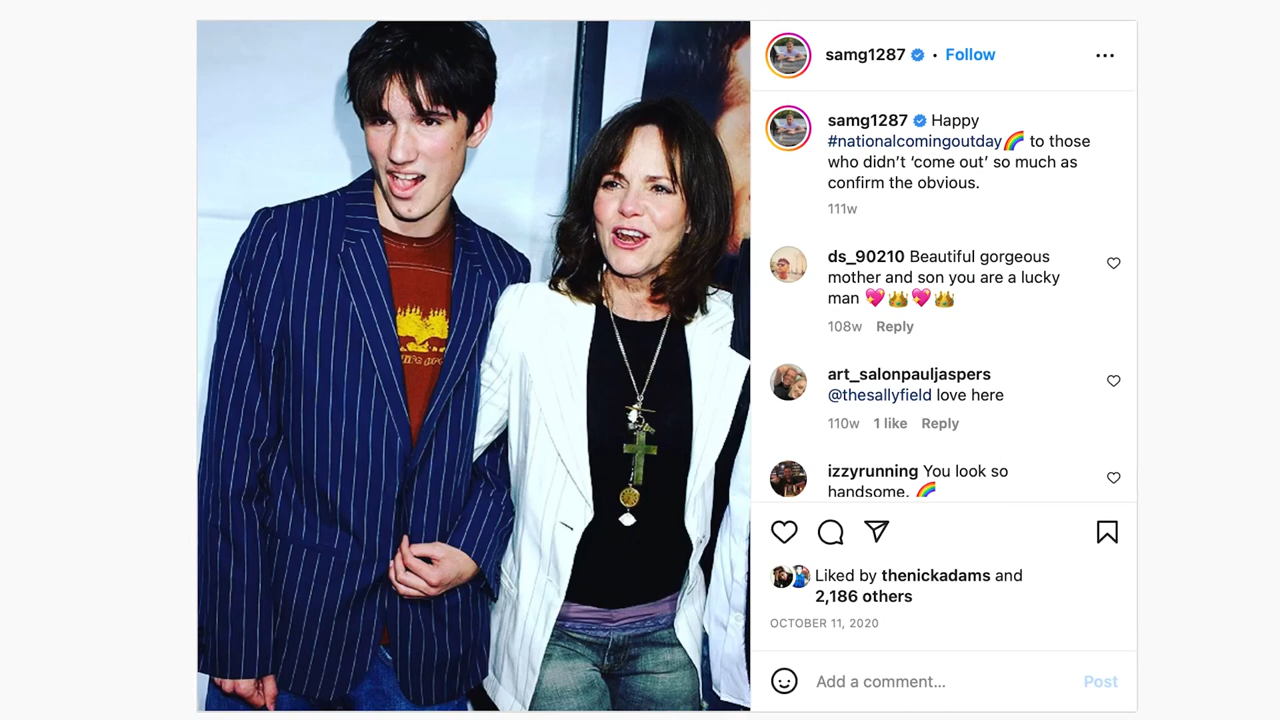 samg1287 • Follow
samg1287 Happy
#nationalcomingoutday🌈 to those
who didn’t ‘come out’ so much as
confirm the obvious.
111w
ds_90210 Beautiful gorgeous
mother and son you are a lucky
man 💖👑💖👑
108w Reply
art_salonpauljaspers
@thesallyfield love here
110w 1 like Reply
izzyrunning You look so
handsome. 🌈
Liked by thenickadams and
2,186 others
OCTOBER 11, 2020
Add a comment... Post